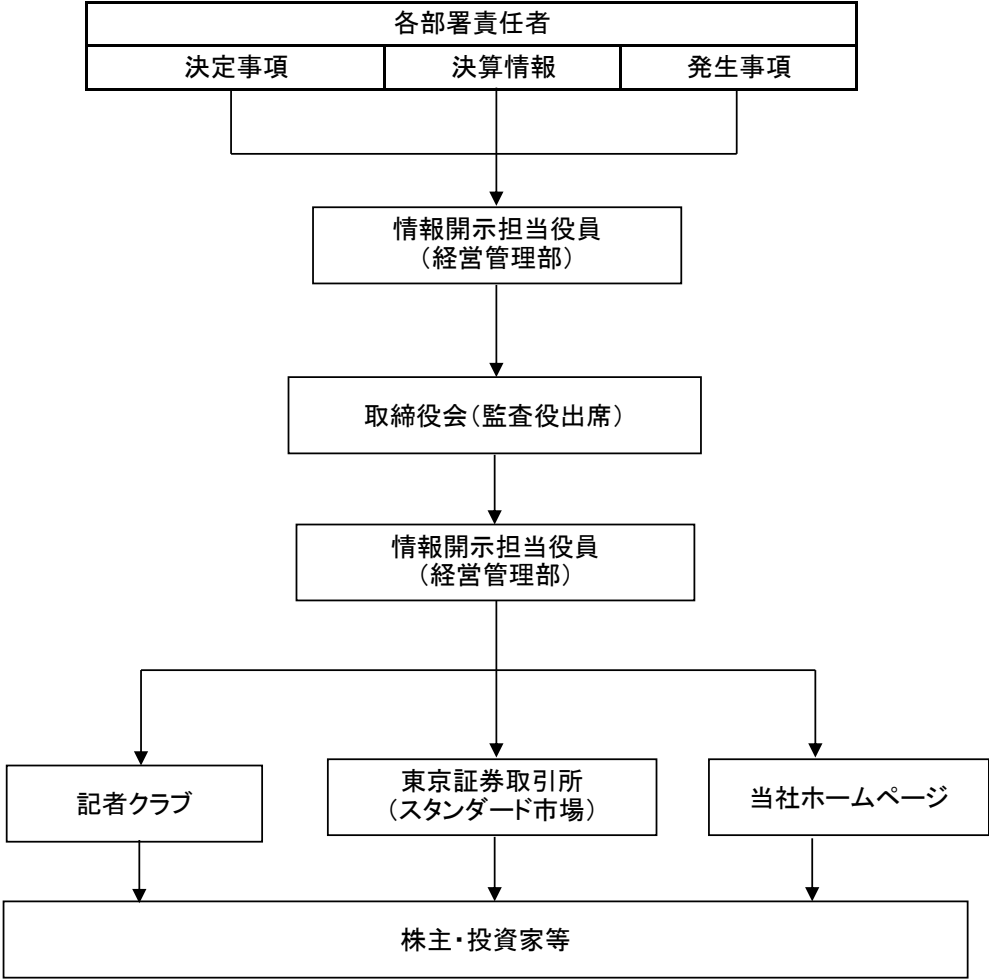 各部署責任者
決定事項
決算情報
発生事項
情報開示担当役員
（経営管理部）
取締役会（監査役出席）
情報開示担当役員
（経営管理部）
記者クラブ
東京証券取引所
（スタンダード市場）
当社ホームページ
株主・投資家等